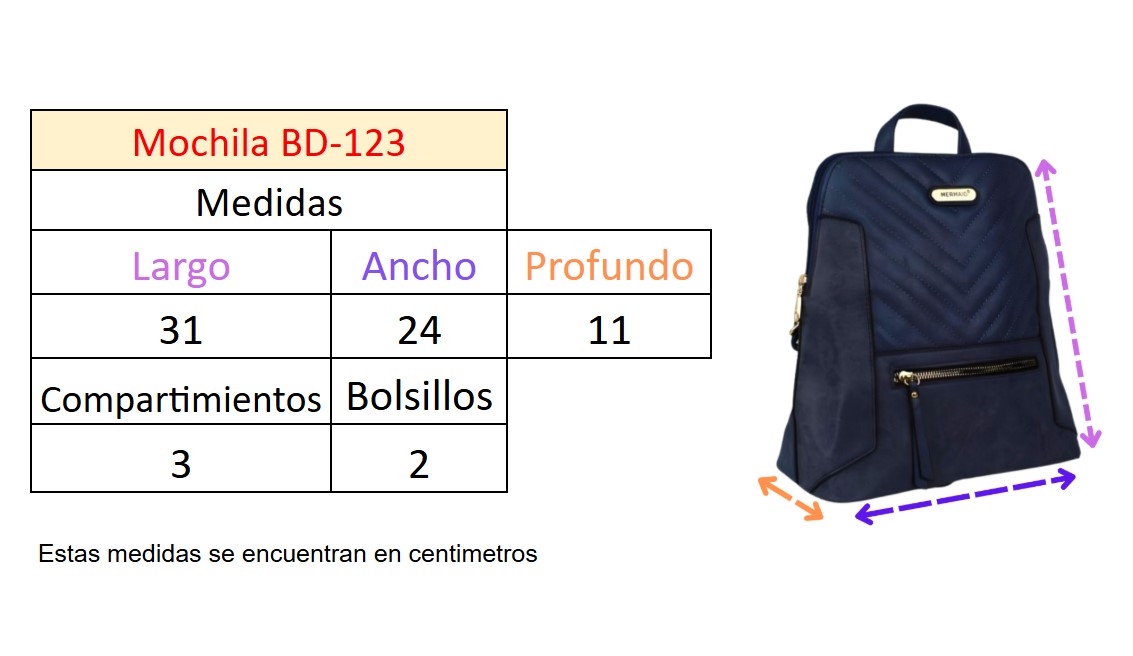 Mochila BD-123
Medidas
Largo Ancho Profundo
31 24 11
Compartimientos Bolsillos
3 2
Estas medidas se encuentran en centimetros
MERMAID